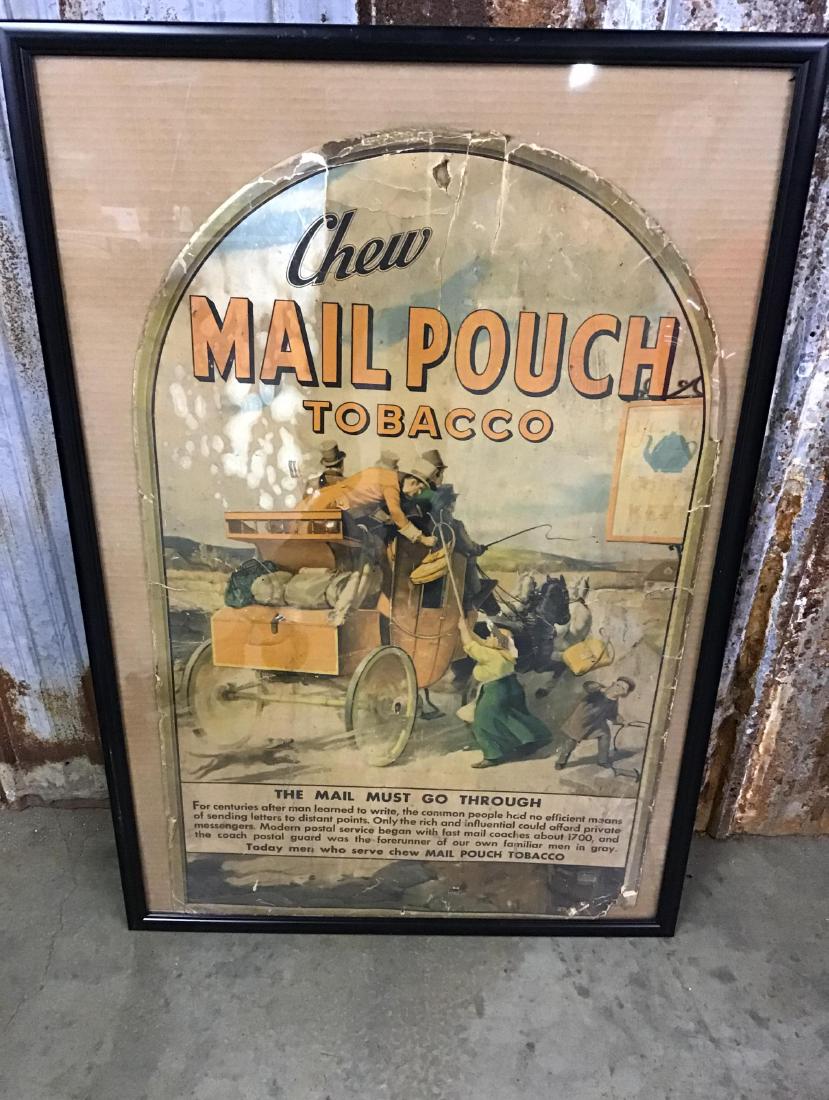 Chew
MAIL POUCH
TOBACCO
THE MAIL MUST GO THROUGH
For centuries after man learned to write, the common people had no efficient means
of sending letters to distant points. Only the rich and influential could afford private
messengers. Modern postal service began with fast mail coaches about 1700, and
the coach postal guard was the forerunner of our own familiar men in gray.
Today men who serve chew MAIL POUCH TOBACCO